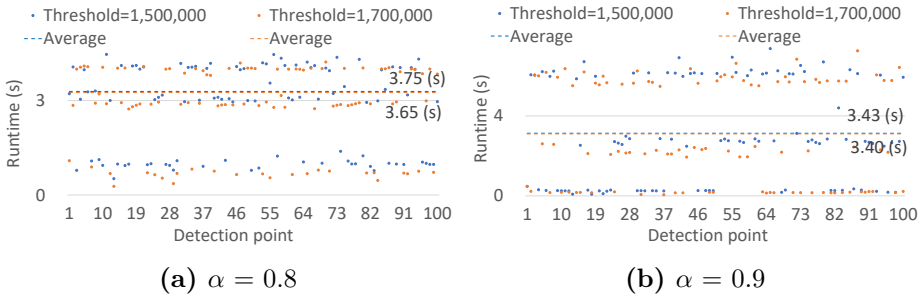 Threshold=1,500,000 Threshold=1,700,000
Average Average
Runtime (s)
3.75 (s)
3
3.65 (s)
0
1 10 19 28 37 46 55 64 73 82 91 100
Detection point
(a) α = 0.8
Threshold=1,500,000 Threshold=1,700,000
Average Average
Runtime (s)
4
3.43 (s)
3.40 (s)
0
1 10 19 28 37 46 55 64 73 82 91 100
Detection point
(b) α = 0.9